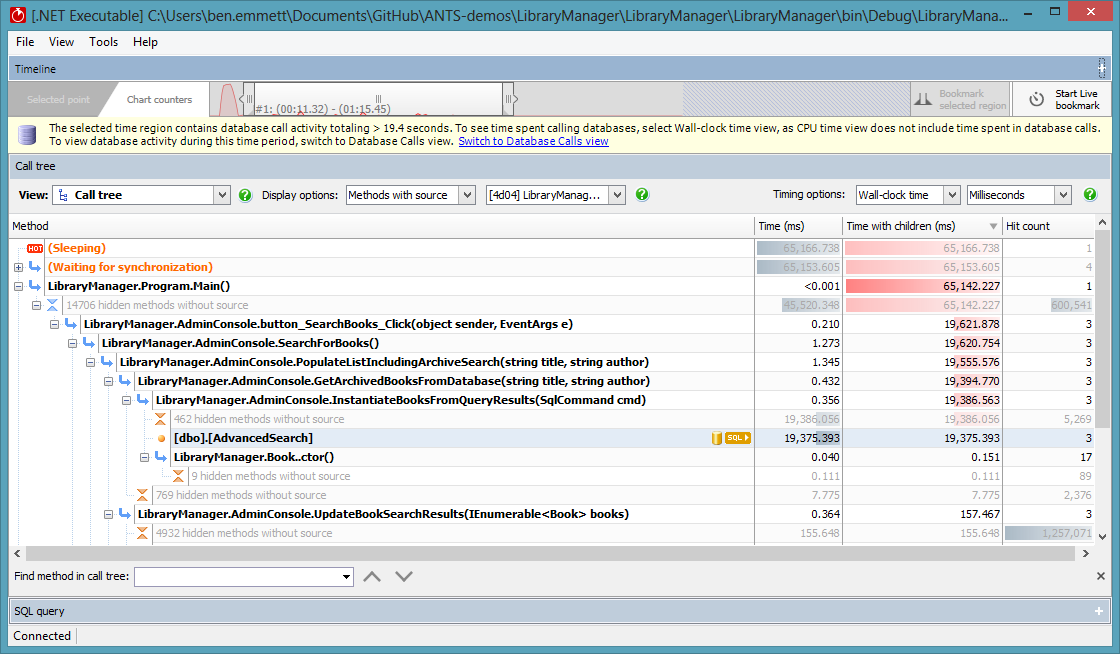 [.NET Executable] C:\Users\ben.emmett\Documents\GitHub\ANTS-demos\LibraryManager\LibraryManager\LibraryManager\bin\Debug\LibraryMana...
File View Tools Help
Timeline
Selected point Chart counters #1: (00:11.32) - (01:15.45) Bookmark selected region Start Live bookmark
The selected time region contains database call activity totaling > 19.4 seconds. To see time spent calling databases, select Wall-clock time view, as CPU time view does not include time spent in database calls.
To view database activity during this time period, switch to Database Calls view. Switch to Database Calls view
Call tree
View: Call tree ? Display options: Methods with source [4d04] LibraryManag... ? Timing options: Wall-clock time Milliseconds ?
Method Time (ms) Time with children (ms) Hit count
HOT (Sleeping) 65,166.738 65,166.738 1
(Waiting for synchronization) 65,153.605 65,153.605 4
LibraryManager.Program.Main() <0.001 65,142.227 1
14706 hidden methods without source 45,520.348 65,142.227 600,541
LibraryManager.AdminConsole.button_SearchBooks_Click(object sender, EventArgs e) 0.210 19,621.878 3
LibraryManager.AdminConsole.SearchForBooks() 1.273 19,620.754 3
LibraryManager.AdminConsole.PopulateListIncludingArchiveSearch(string title, string author) 1.345 19,555.576 3
LibraryManager.AdminConsole.GetArchivedBooksFromDatabase(string title, string author) 0.432 19,394.770 3
LibraryManager.AdminConsole.InstantiateBooksFromQueryResults(SqlCommand cmd) 0.356 19,386.563 3
462 hidden methods without source 19,386.056 19,386.056 5,269
[dbo].[AdvancedSearch] SQL 19,375.393 19,375.393 3
LibraryManager.Book..ctor() 0.040 0.151 17
9 hidden methods without source 0.111 0.111 89
769 hidden methods without source 7.775 7.775 2,376
LibraryManager.AdminConsole.UpdateBookSearchResults(IEnumerable<Book> books) 0.364 157.467 3
4932 hidden methods without source 155.648 155.648 1,257,071
Find method in call tree:
SQL query
Connected